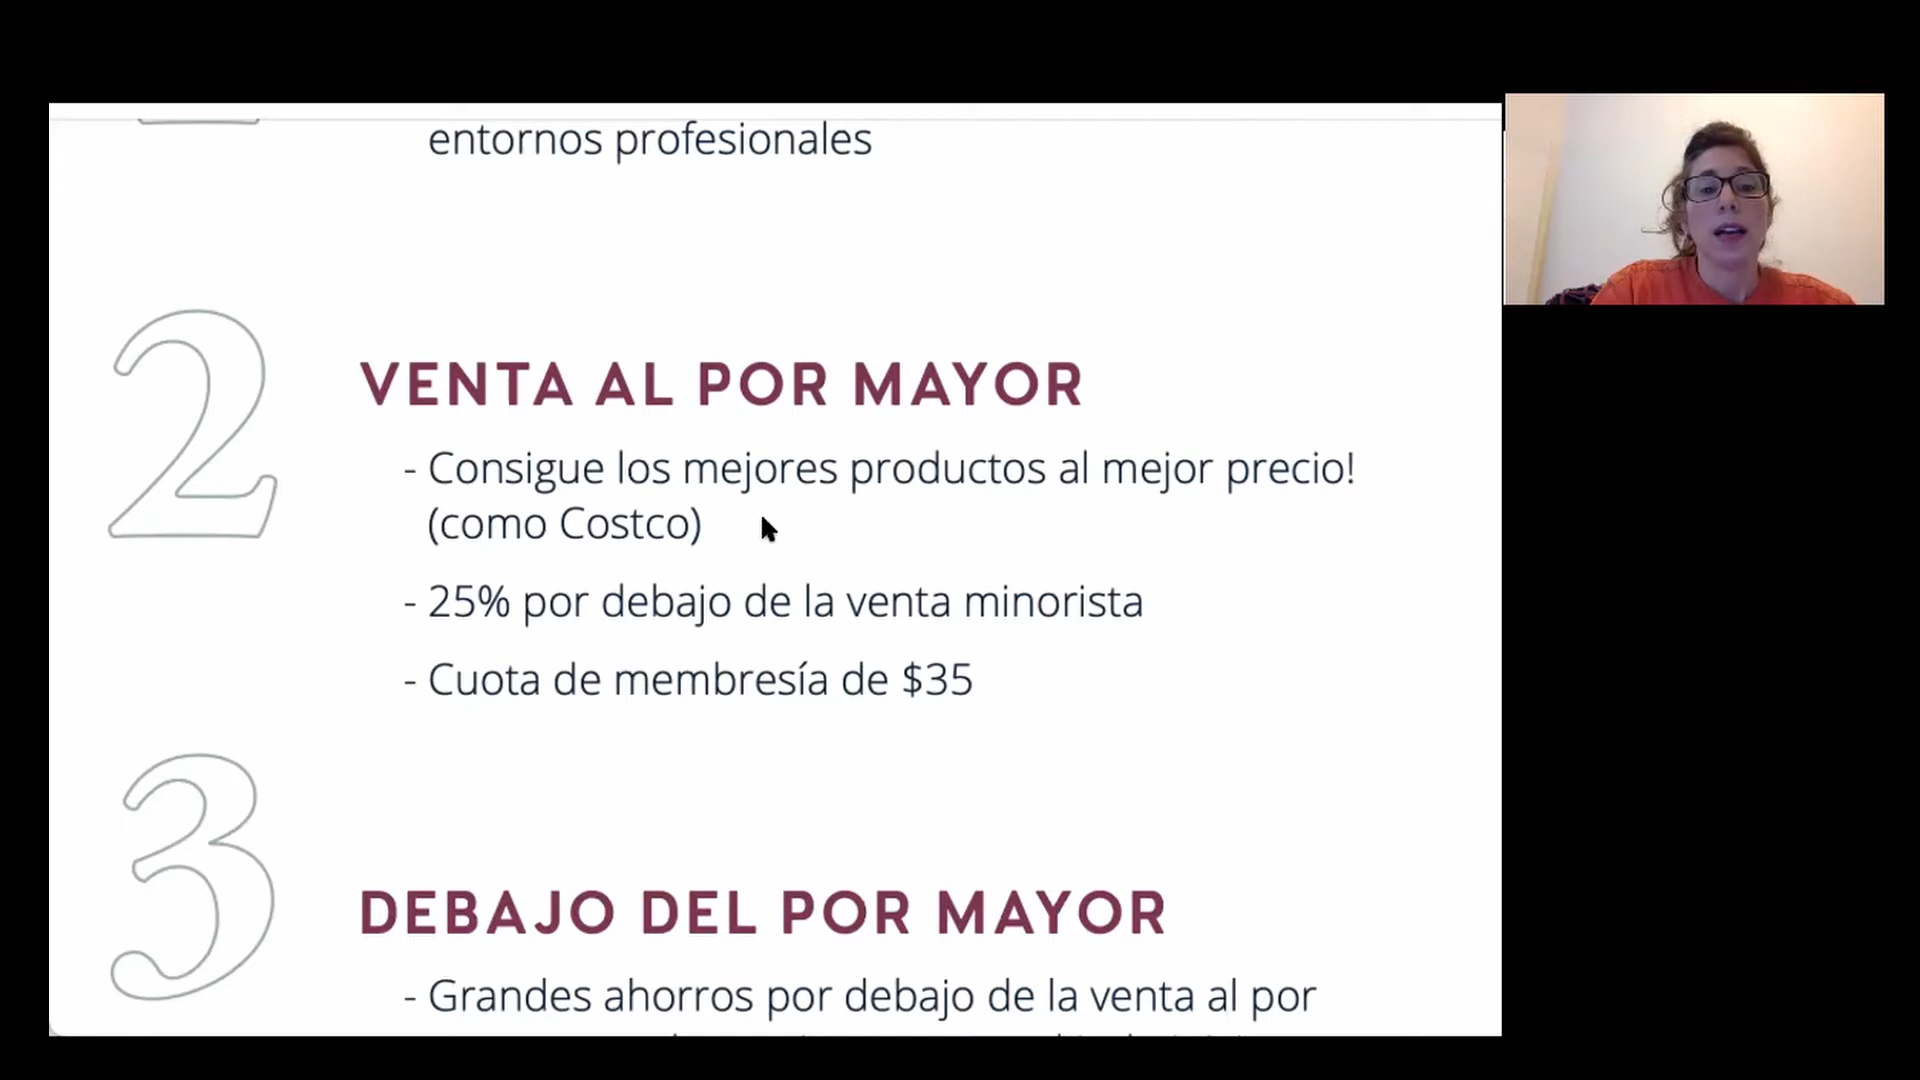 entornos profesionales
2
VENTA AL POR MAYOR
- Consigue los mejores productos al mejor precio!
(como Costco)
- 25% por debajo de la venta minorista
- Cuota de membresía de $35
3
DEBAJO DEL POR MAYOR
- Grandes ahorros por debajo de la venta al por